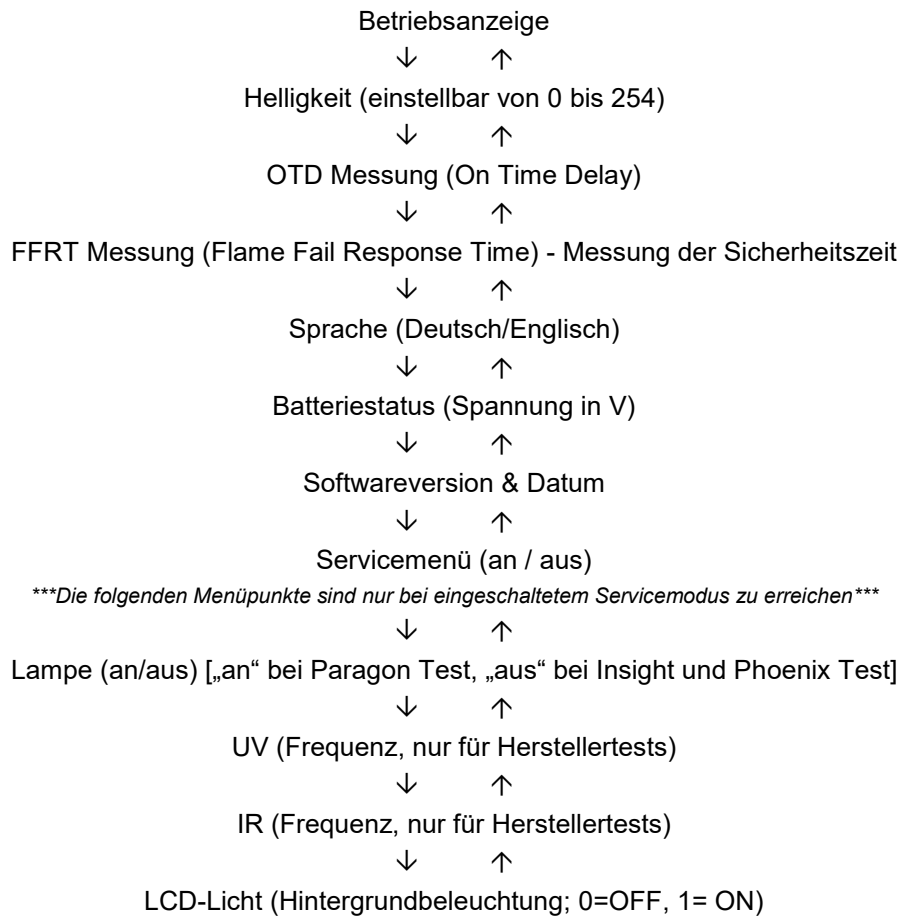 Betriebsanzeige
↓ ↑
Helligkeit (einstellbar von 0 bis 254)
↓ ↑
OTD Messung (On Time Delay)
↓ ↑
FFRT Messung (Flame Fail Response Time) - Messung der Sicherheitszeit
↓ ↑
Sprache (Deutsch/Englisch)
↓ ↑
Batteriestatus (Spannung in V)
↓ ↑
Softwareversion & Datum
↓ ↑
Servicemenü (an / aus)
***Die folgenden Menüpunkte sind nur bei eingeschaltetem Servicemodus zu erreichen***
↓ ↑
Lampe (an/aus) [„an“ bei Paragon Test, „aus“ bei Insight und Phoenix Test]
↓ ↑
UV (Frequenz, nur für Herstellertests)
↓ ↑
IR (Frequenz, nur für Herstellertests)
↓ ↑
LCD-Licht (Hintergrundbeleuchtung; 0=OFF, 1= ON)